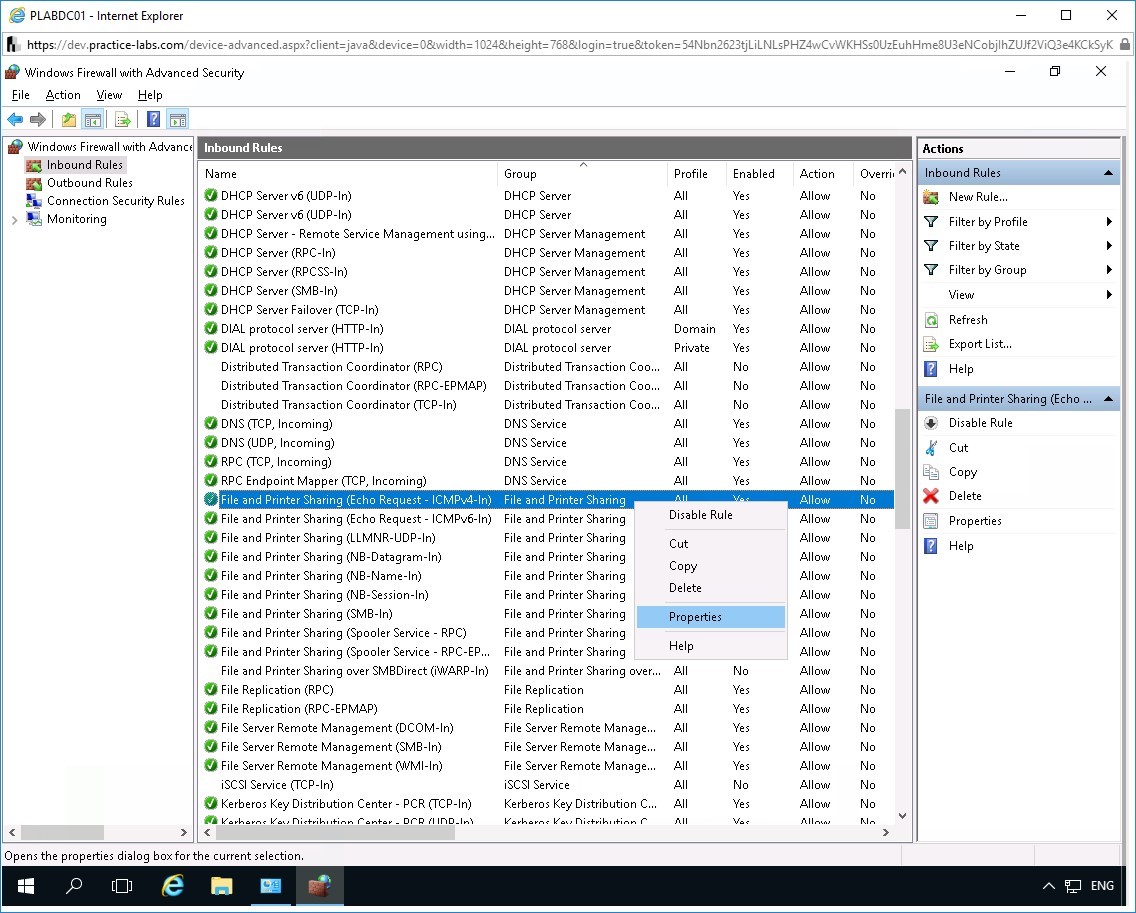 PLABDC01 - Internet Explorer
https://dev.practice-labs.com/device-advanced.aspx?client=java&device=0&width=1024&height=768&login=true&token=
Windows Firewall with Advanced Security
File Action View Help
Windows Firewall with Advance
Inbound Rules
Outbound Rules
Connection Security Rules
Monitoring
Inbound Rules
Name Group Profile Enabled Action Overri
DHCP Server v6 (UDP-In) DHCP Server All Yes Allow No
DHCP Server v6 (UDP-In) DHCP Server All Yes Allow No
DHCP Server - Remote Service Management using... DHCP Server Management All Yes Allow No
DHCP Server (RPC-In) DHCP Server Management All Yes Allow No
DHCP Server (RPCSS-In) DHCP Server Management All Yes Allow No
DHCP Server (SMB-In) DHCP Server Management All Yes Allow No
DHCP Server Failover (TCP-In) DHCP Server Management All Yes Allow No
DIAL protocol server (HTTP-In) DIAL protocol server Domain Yes Allow No
DIAL protocol server (HTTP-In) DIAL protocol server Private Yes Allow No
Distributed Transaction Coordinator (RPC) Distributed Transaction Coo... All No Allow No
Distributed Transaction Coordinator (RPC-EPMAP) Distributed Transaction Coo... All No Allow No
Distributed Transaction Coordinator (TCP-In) Distributed Transaction Coo... All No Allow No
DNS (TCP, Incoming) DNS Service All Yes Allow No
DNS (UDP, Incoming) DNS Service All Yes Allow No
RPC (TCP, Incoming) DNS Service All Yes Allow No
RPC Endpoint Mapper (TCP, Incoming) DNS Service All Yes Allow No
File and Printer Sharing (Echo Request - ICMPv4-In) File and Printer Sharing All Yes Allow No
File and Printer Sharing (Echo Request - ICMPv6-In) File and Printer Sharing Allow No
File and Printer Sharing (LLMNR-UDP-In) File and Printer Sharing Allow No
File and Printer Sharing (NB-Datagram-In) File and Printer Sharing Allow No
File and Printer Sharing (NB-Name-In) File and Printer Sharing Allow No
File and Printer Sharing (NB-Session-In) File and Printer Sharing Allow No
File and Printer Sharing (SMB-In) File and Printer Sharing Allow No
File and Printer Sharing (Spooler Service - RPC) File and Printer Sharing Allow No
File and Printer Sharing (Spooler Service - RPC-EP... File and Printer Sharing Allow No
File and Printer Sharing over SMBDirect (iWARP-In) File and Printer Sharing over... All No Allow No
File Replication (RPC) File Replication All Yes Allow No
File Replication (RPC-EPMAP) File Replication All Yes Allow No
File Server Remote Management (DCOM-In) File Server Remote Manage... All Yes Allow No
File Server Remote Management (SMB-In) File Server Remote Manage... All Yes Allow No
File Server Remote Management (WMI-In) File Server Remote Manage... All Yes Allow No
iSCSI Service (TCP-In) iSCSI Service All No Allow No
Kerberos Key Distribution Center - PCR (TCP-In) Kerberos Key Distribution C... All Yes Allow No
Kerberos Key Distribution Center - PCR (UDP-In) Kerberos Key Distribution C... All Yes Allow No
Disable Rule
Cut
Copy
Delete
Properties
Help
Actions
Inbound Rules
New Rule...
Filter by Profile
Filter by State
Filter by Group
View
Refresh
Export List...
Help
File and Printer Sharing (Echo ...
Disable Rule
Cut
Copy
Delete
Properties
Help
Opens the properties dialog box for the current selection.
ENG